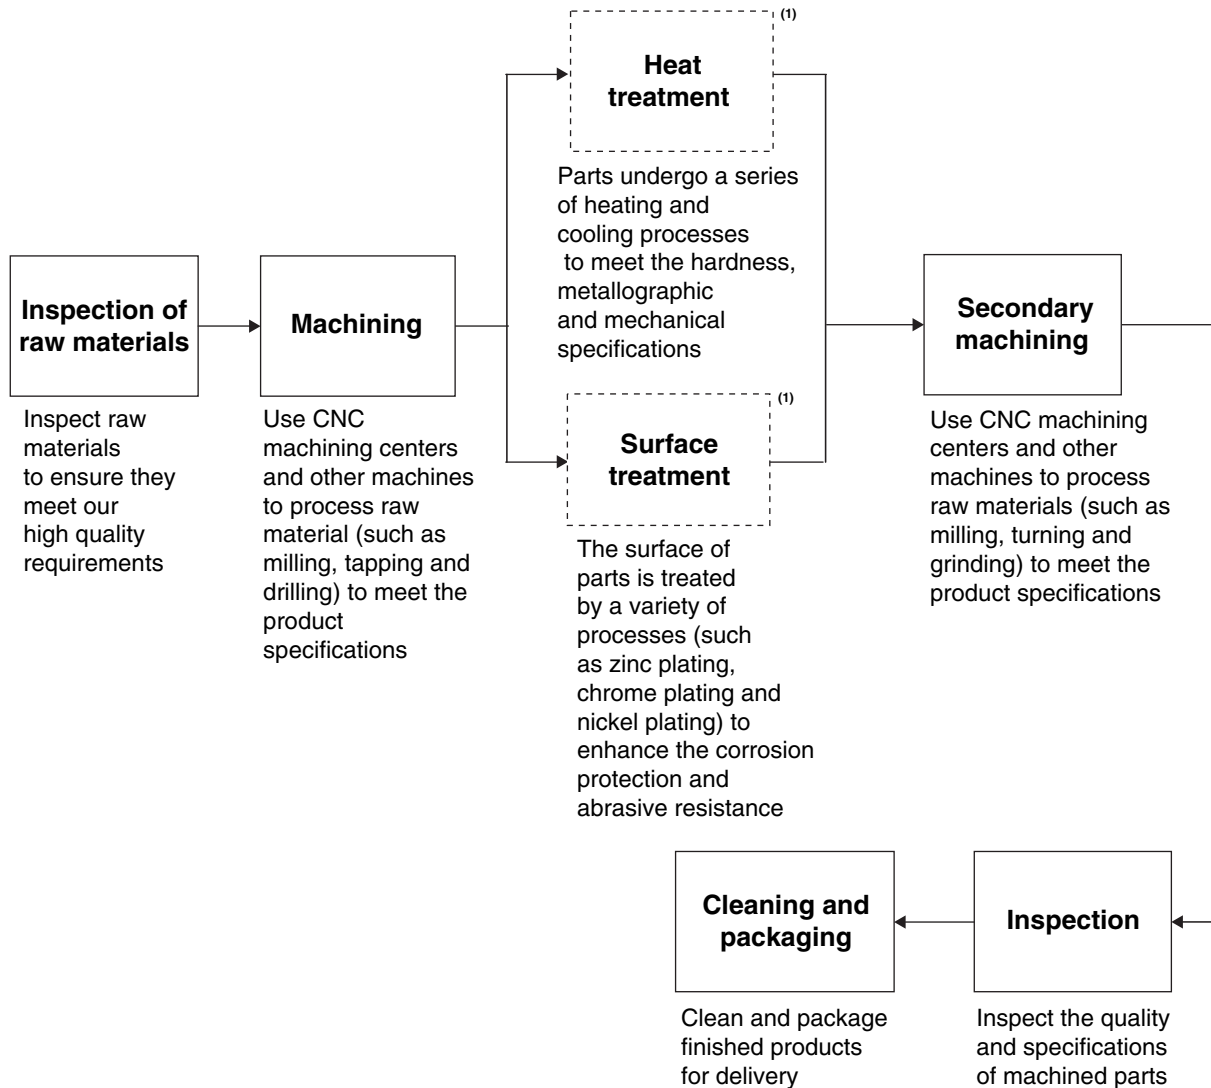 Inspection of
raw materials
Inspect raw
materials
to ensure they
meet our
high quality
requirements
Machining
Use CNC
machining centers
and other machines
to process raw
material (such as
milling, tapping and
drilling) to meet the
product
specifications
(1)
Heat
treatment
Parts undergo a series
of heating and
cooling processes
to meet the hardness,
metallographic
and mechanical
specifications
(1)
Surface
treatment
The surface of
parts is treated
by a variety of
processes (such
as zinc plating,
chrome plating and
nickel plating) to
enhance the corrosion
protection and
abrasive resistance
Secondary
machining
Use CNC machining
centers and other
machines to process
raw materials (such as
milling, turning and
grinding) to meet the
product specifications
Inspection
Inspect the quality
and specifications
of machined parts
Cleaning and
packaging
Clean and package
finished products
for delivery